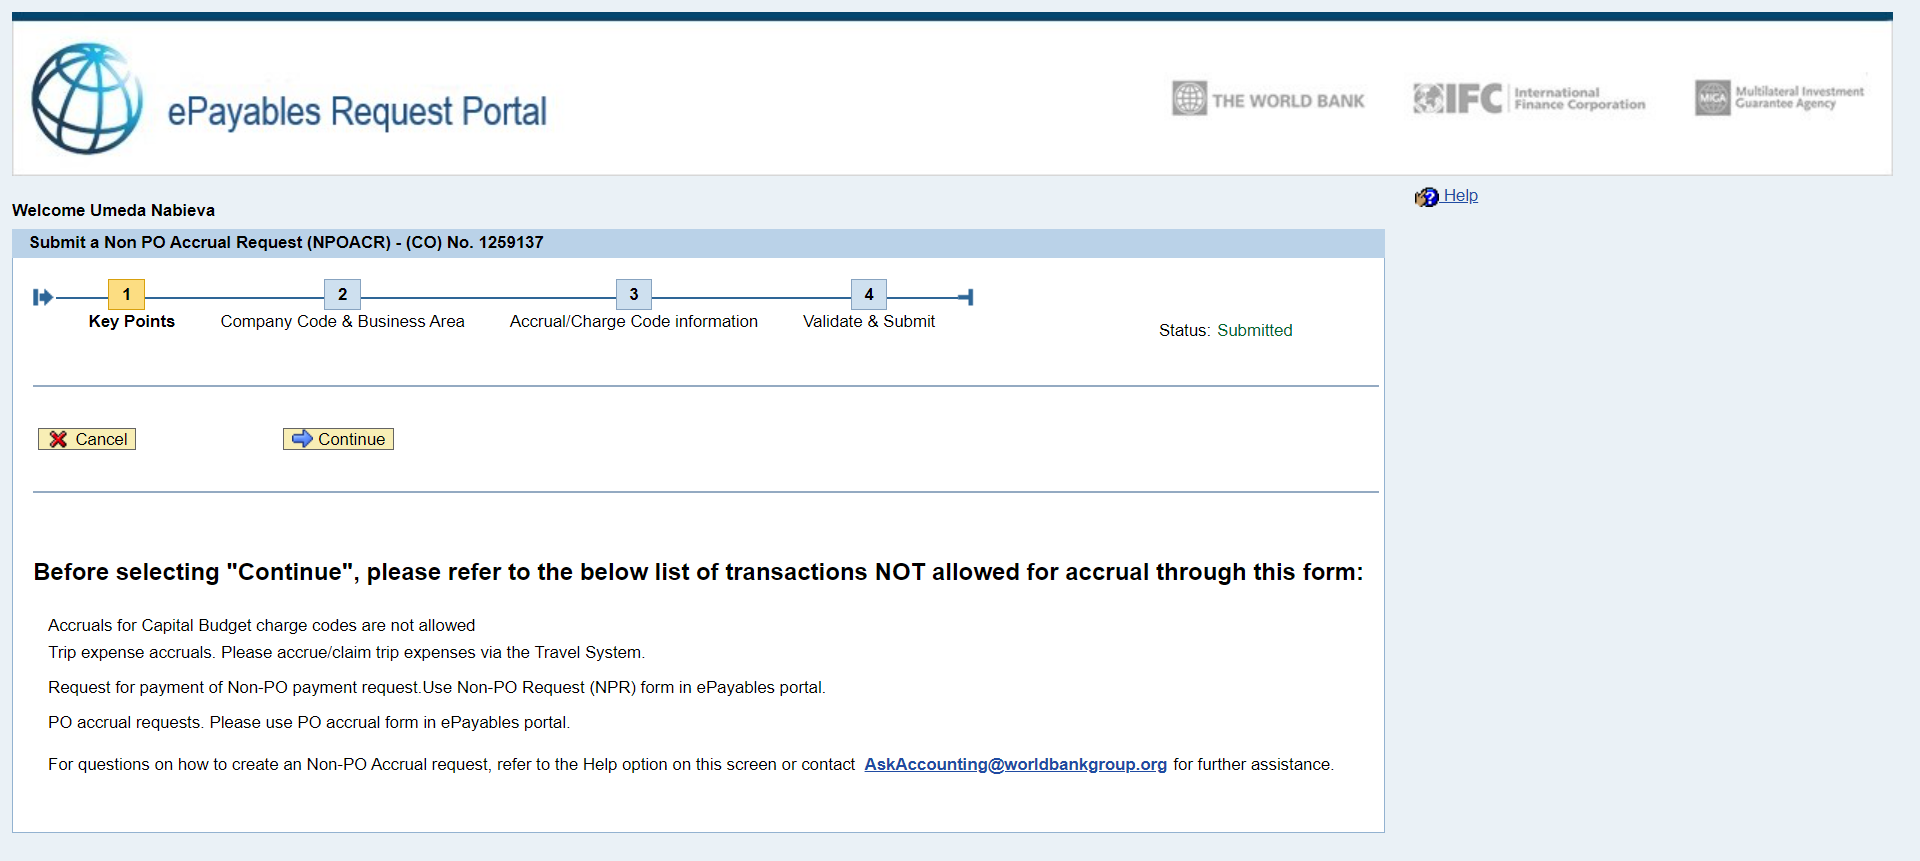 ePayables Request Portal
THE WORLD BANK
IFC International Finance Corporation
MIGA Multilateral Investment Guarantee Agency
Help
Welcome Umeda Nabieva
Submit a Non PO Accrual Request (NPOACR) - (CO) No. 1259137
1 2 3 4
Key Points Company Code & Business Area Accrual/Charge Code information Validate & Submit
Status: Submitted
Cancel Continue
Before selecting "Continue", please refer to the below list of transactions NOT allowed for accrual through this form:
Accruals for Capital Budget charge codes are not allowed
Trip expense accruals. Please accrue/claim trip expenses via the Travel System.
Request for payment of Non-PO payment request.Use Non-PO Request (NPR) form in ePayables portal.
PO accrual requests. Please use PO accrual form in ePayables portal.
For questions on how to create an Non-PO Accrual request, refer to the Help option on this screen or contact AskAccounting@worldbankgroup.org for further assistance.